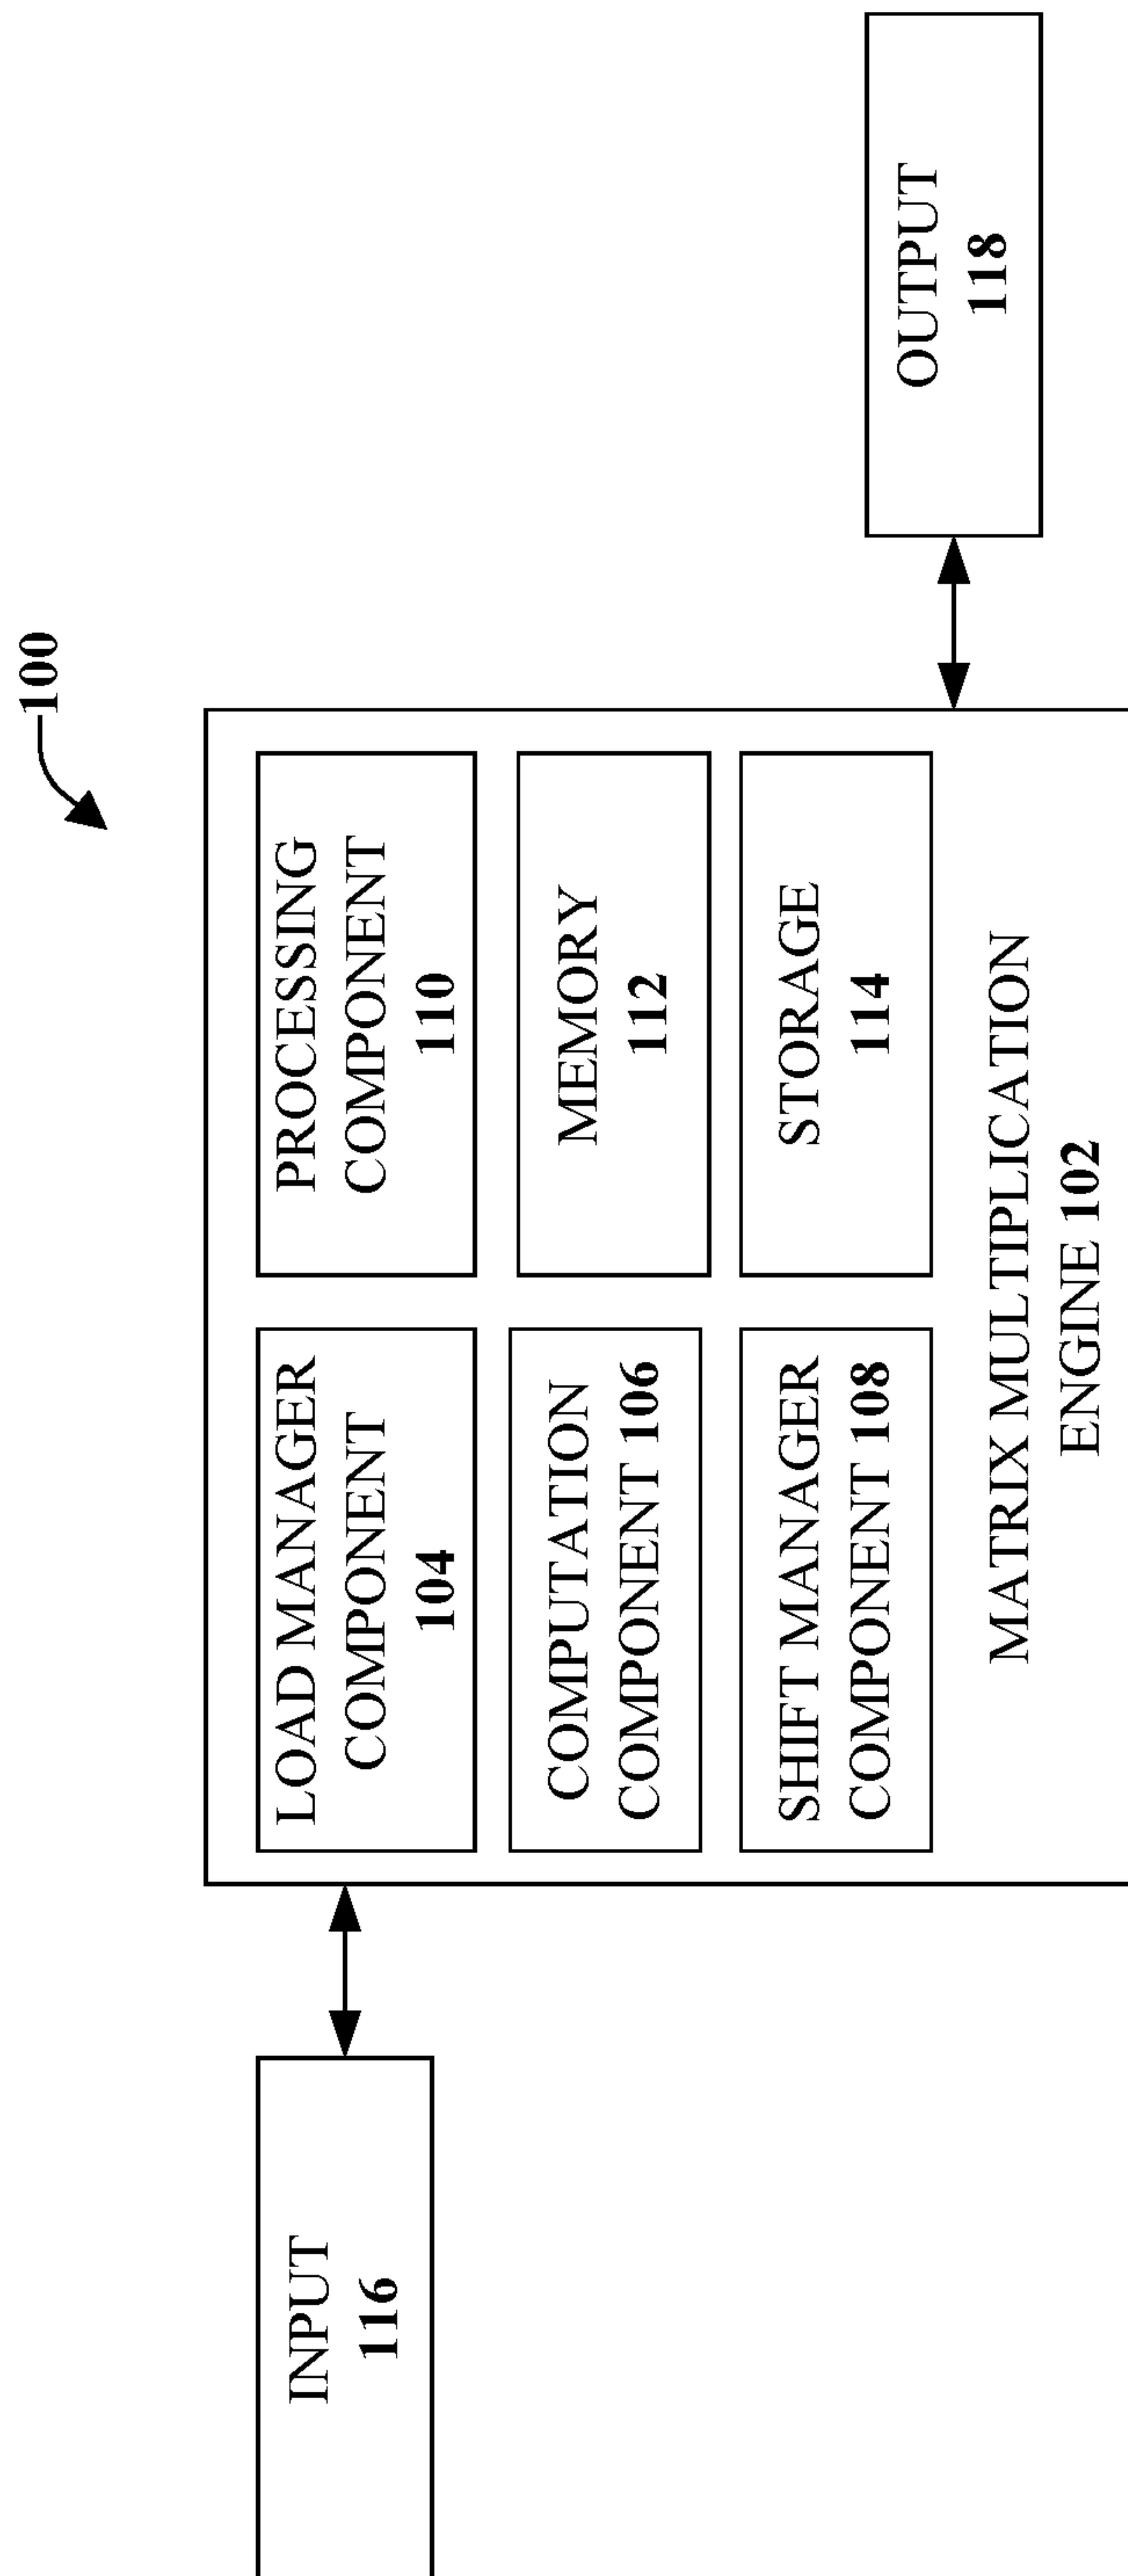 100
LOAD MANAGER
COMPONENT
104
PROCESSING
COMPONENT
110
INPUT
116
COMPUTATION
COMPONENT 106
MEMORY
112
SHIFT MANAGER
COMPONENT 108
STORAGE
114
OUTPUT
118
MATRIX MULTIPLICATION
ENGINE 102